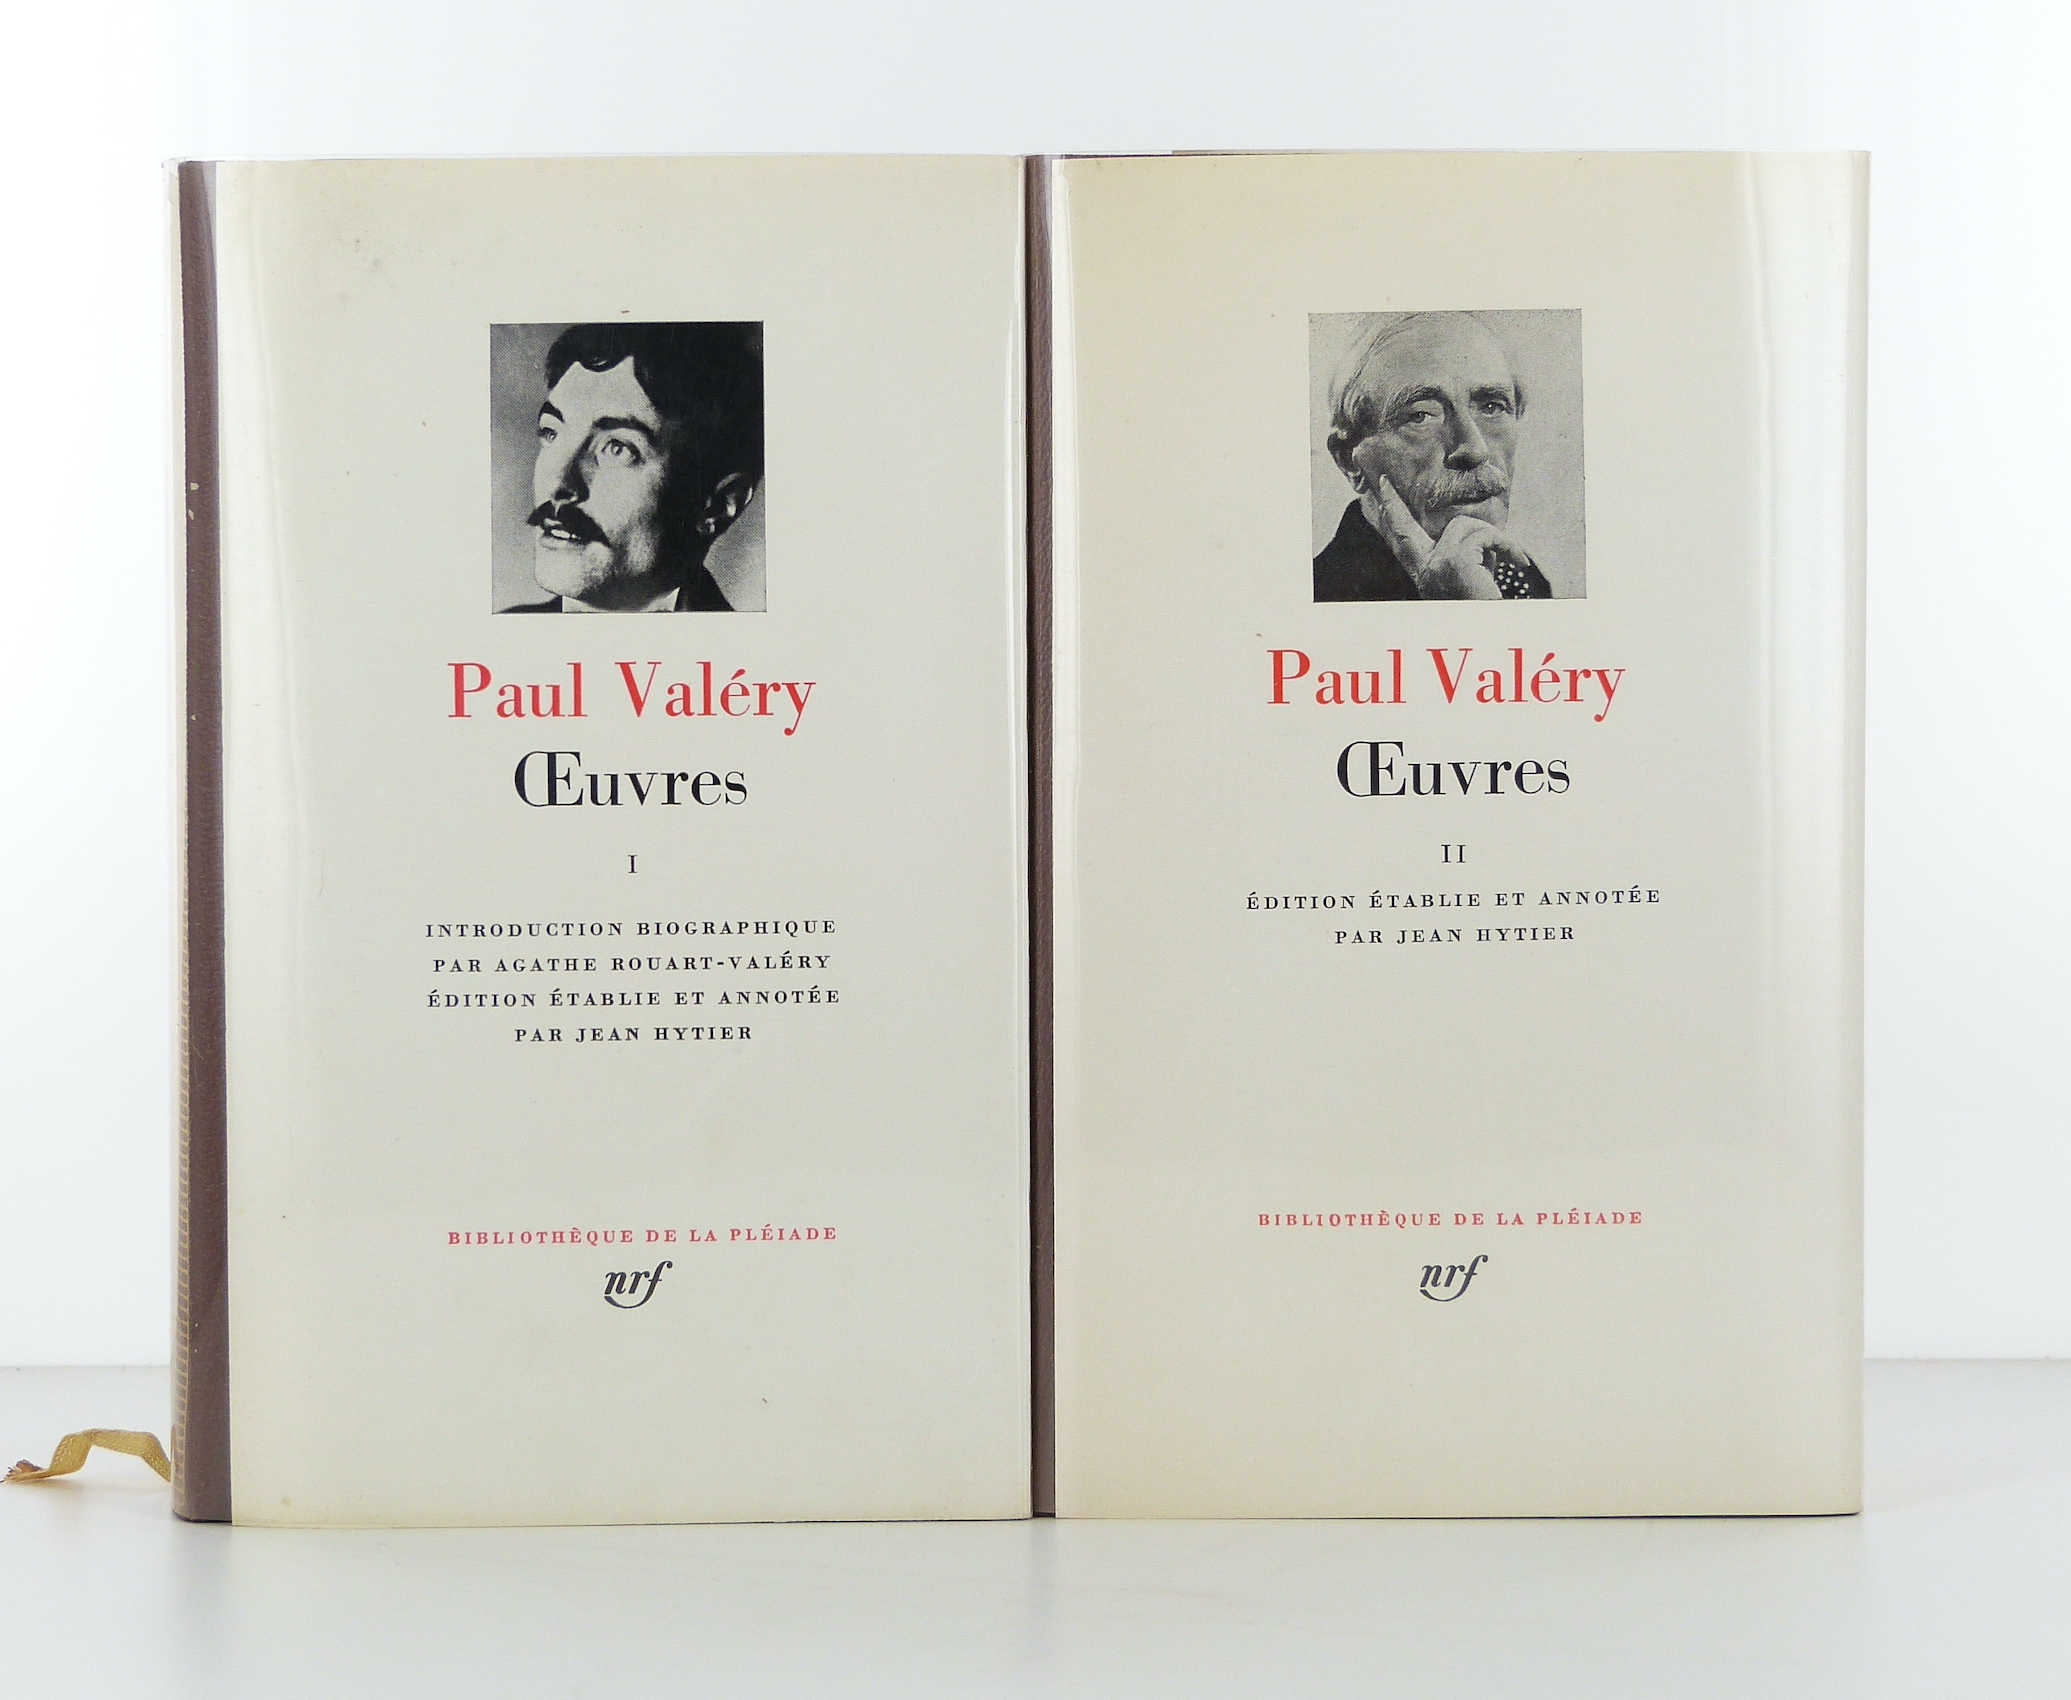 Paul Valéry
Œuvres
I
INTRODUCTION BIOGRAPHIQUE
PAR AGATHE ROUART-VALÉRY
ÉDITION ÉTABLIE ET ANNOTÉE
PAR JEAN HYTIER
BIBLIOTHÈQUE DE LA PLÉIADE
nrf
Paul Valéry
Œuvres
II
ÉDITION ÉTABLIE ET ANNOTÉE
PAR JEAN HYTIER
BIBLIOTHÈQUE DE LA PLÉIADE
nrf